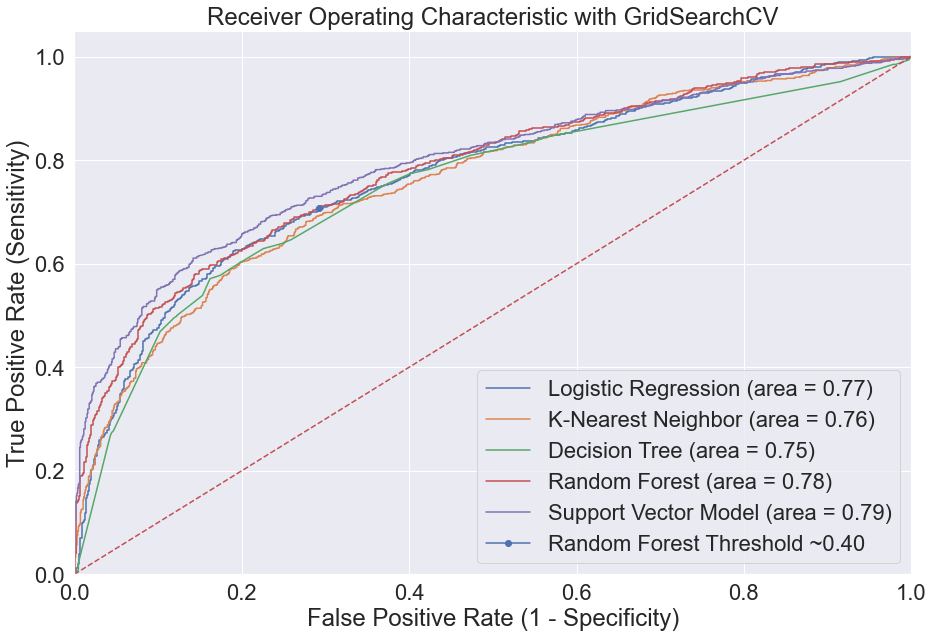 Receiver Operating Characteristic with GridSearchCV
True Positive Rate (Sensitivity)
1.0
0.8
0.6
0.4
0.2
0.0
Logistic Regression (area = 0.77)
K-Nearest Neighbor (area = 0.76)
Decision Tree (area = 0.75)
Random Forest (area = 0.78)
Support Vector Model (area = 0.79)
Random Forest Threshold ~0.40
0.0 0.2 0.4 0.6 0.8 1.0
False Positive Rate (1 - Specificity)